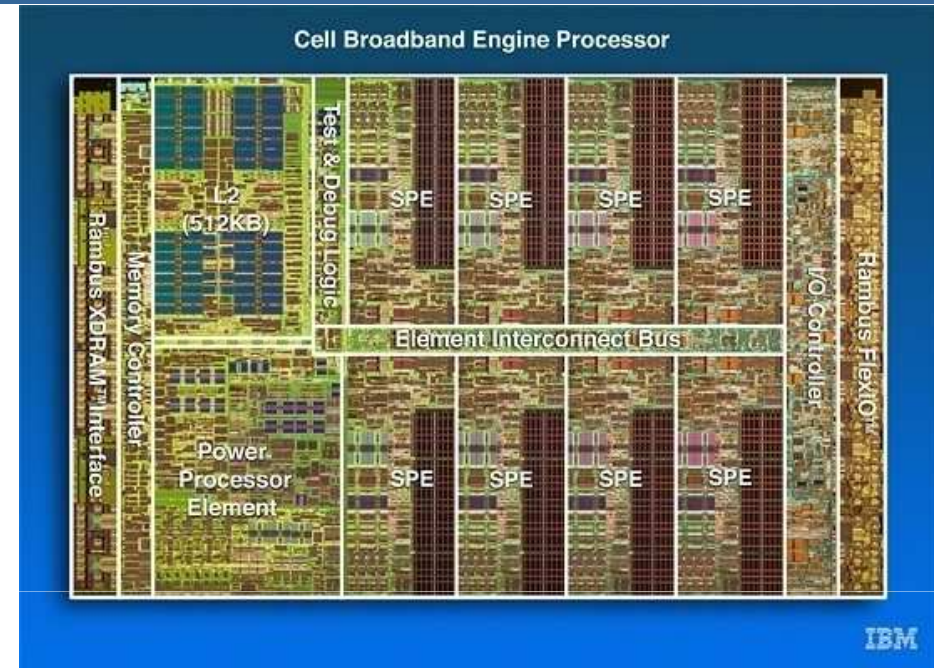 Cell Broadband Engine Processor
Rambus XDRAM™ Interface
Memory Controller
L2
(512KB)
Test & Debug Logic
SPE
SPE
SPE
SPE
I/O Controller
Rambus FlexIO™
Element Interconnect Bus
Power
Processor
Element
SPE
SPE
SPE
SPE
IBM